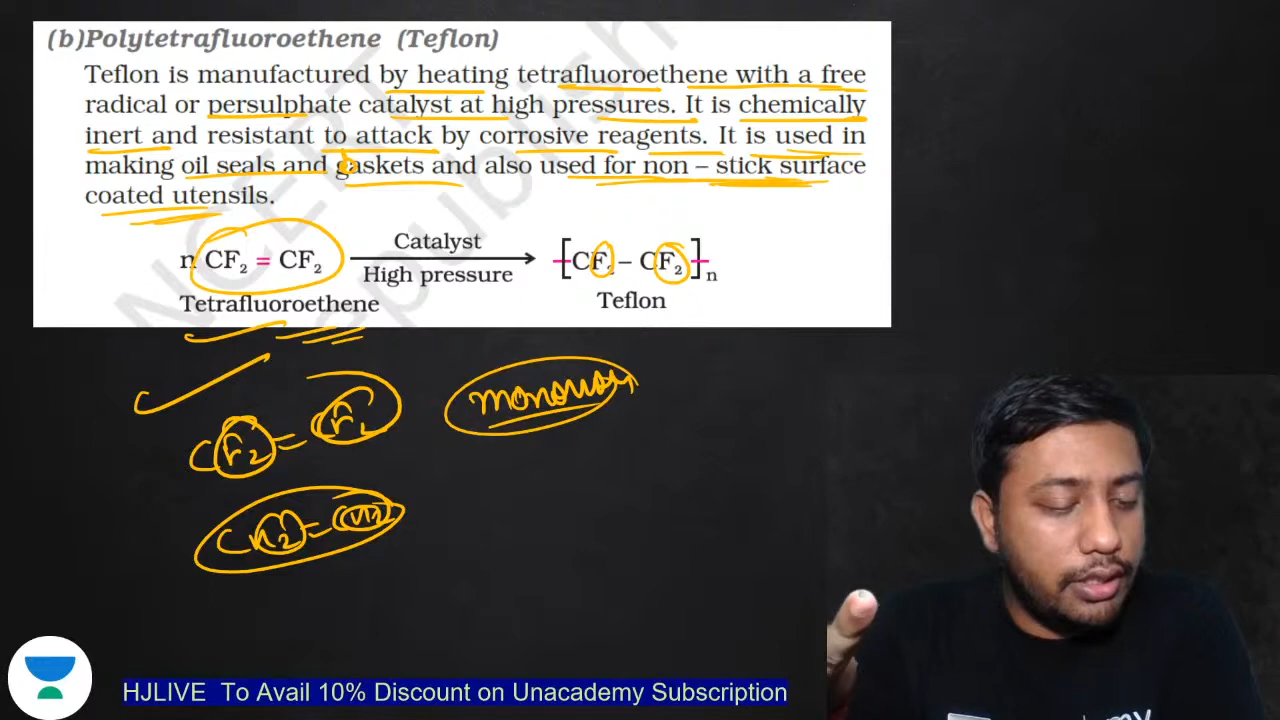 (b)Polytetrafluoroethene (Teflon)
Teflon is manufactured by heating tetrafluoroethene with a free
radical or persulphate catalyst at high pressures. It is chemically
inert and resistant to attack by corrosive reagents. It is used in
making oil seals and gaskets and also used for non – stick surface
coated utensils.
n CF₂ = CF₂ Catalyst [CF₂ – CF₂]n
High pressure
Tetrafluoroethene Teflon
CF₂ = CF₂
CH₂ = CH₂
HJLIVE To Avail 10% Discount on Unacademy Subscription